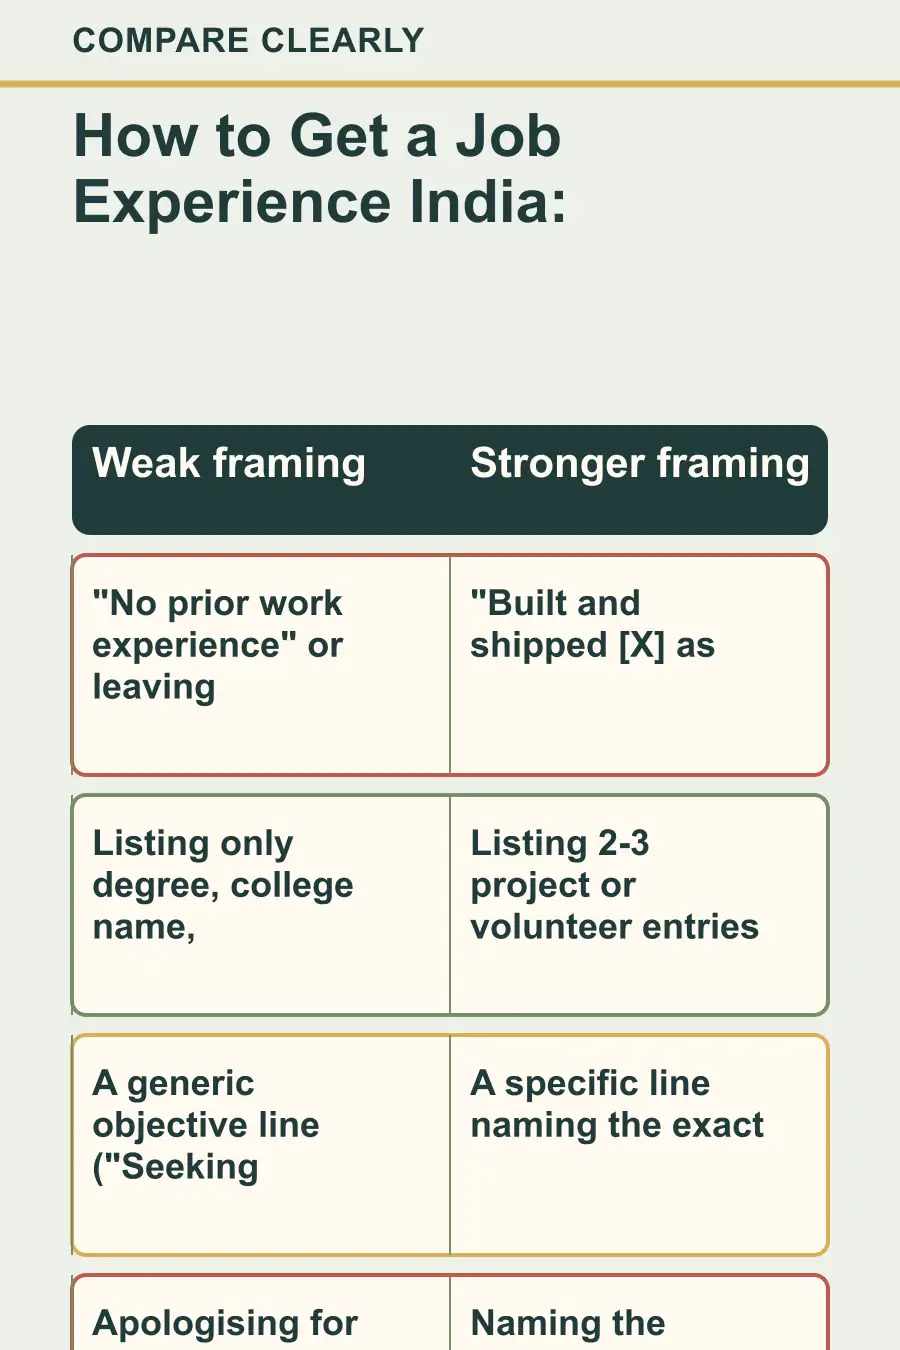 COMPARE CLEARLY
How to Get a Job
Experience India:
Weak framing
Stronger framing
"No prior work
experience" or
leaving
"Built and
shipped [X] as
Listing only
degree, college
name,
Listing 2-3
project or
volunteer entries
A generic
objective line
("Seeking
A specific line
naming the exact
Apologising for
Naming the